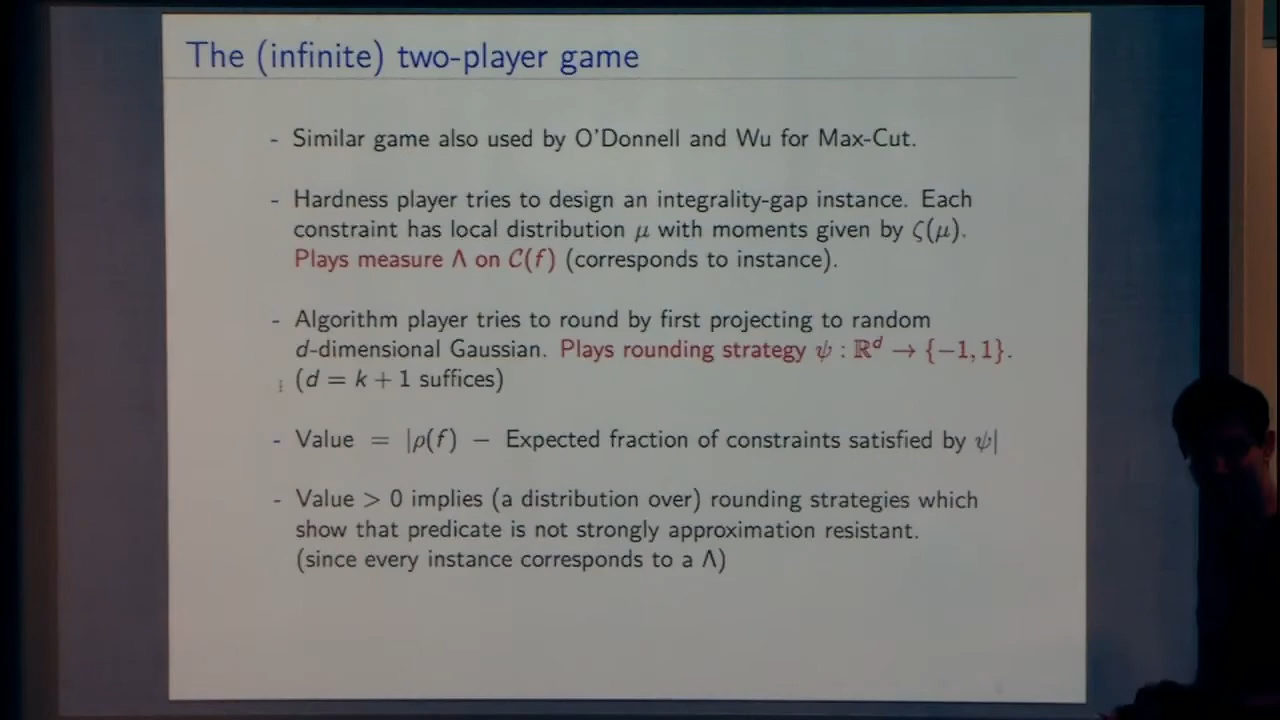 The (infinite) two-player game
- Similar game also used by O'Donnell and Wu for Max-Cut.
- Hardness player tries to design an integrality-gap instance. Each
constraint has local distribution μ with moments given by ζ(μ).
Plays measure Λ on C(f) (corresponds to instance).
- Algorithm player tries to round by first projecting to random
d-dimensional Gaussian. Plays rounding strategy ψ : ℝᵈ → {−1, 1}.
(d = k + 1 suffices)
- Value = |ρ(f) − Expected fraction of constraints satisfied by ψ|
- Value > 0 implies (a distribution over) rounding strategies which
show that predicate is not strongly approximation resistant.
(since every instance corresponds to a Λ)